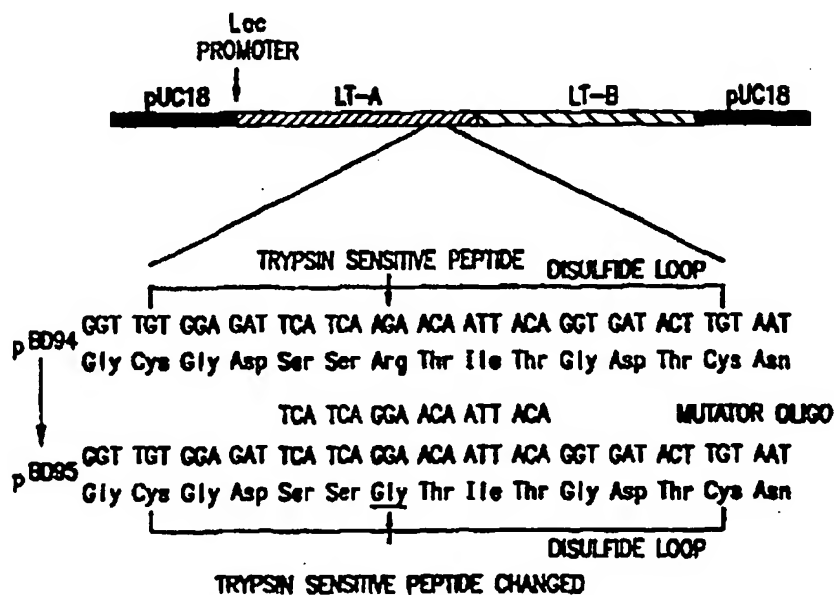 Lac
PROMOTER
pUC18 LT-A LT-B pUC18
TRYPSIN SENSITIVE PEPTIDE DISULFIDE LOOP
pBD94 GGT TGT GGA GAT TCA TCA AGA ACA ATT ACA GGT GAT ACT TGT AAT
Gly Cys Gly Asp Ser Ser Arg Thr Ile Thr Gly Asp Thr Cys Asn
TCA TCA GGA ACA ATT ACA MUTATOR OLIGO
pBD95 GGT TGT GGA GAT TCA TCA GGA ACA ATT ACA GGT GAT ACT TGT AAT
Gly Cys Gly Asp Ser Ser Gly Thr Ile Thr Gly Asp Thr Cys Asn
DISULFIDE LOOP
TRYPSIN SENSITIVE PEPTIDE CHANGED